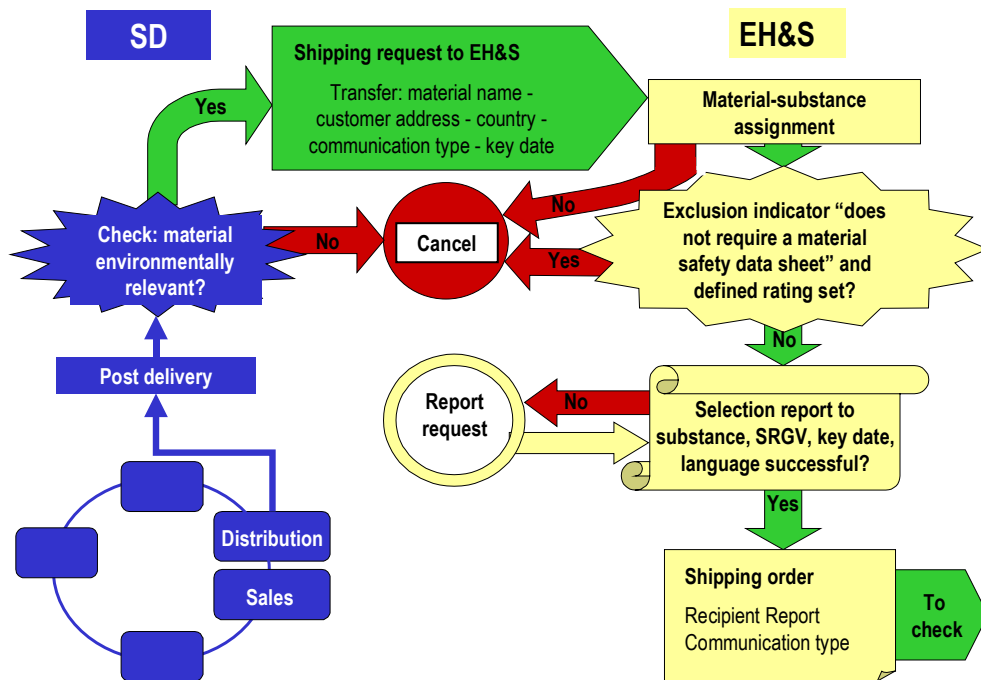 SD
EH&S
Shipping request to EH&S
Transfer: material name -
customer address - country -
communication type - key date
Yes
Material-substance
assignment
No
Check: material
environmentally
relevant?
No
Cancel
Exclusion indicator “does
not require a material
safety data sheet” and
defined rating set?
Yes
No
Post delivery
Report
request
No
Selection report to
substance, SRGV, key date,
language successful?
Yes
Distribution
Sales
Shipping order
Recipient Report
Communication type
To
check